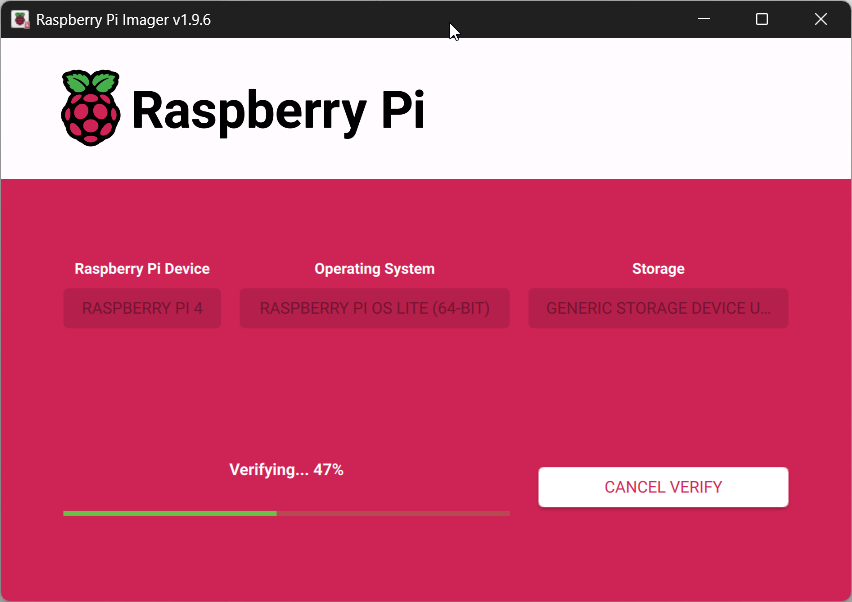 Raspberry Pi Imager v1.9.6
Raspberry Pi
Raspberry Pi Device
Operating System
Storage
RASPBERRY PI 4
RASPBERRY PI OS LITE (64-BIT)
GENERIC STORAGE DEVICE U...
Verifying... 47%
CANCEL VERIFY